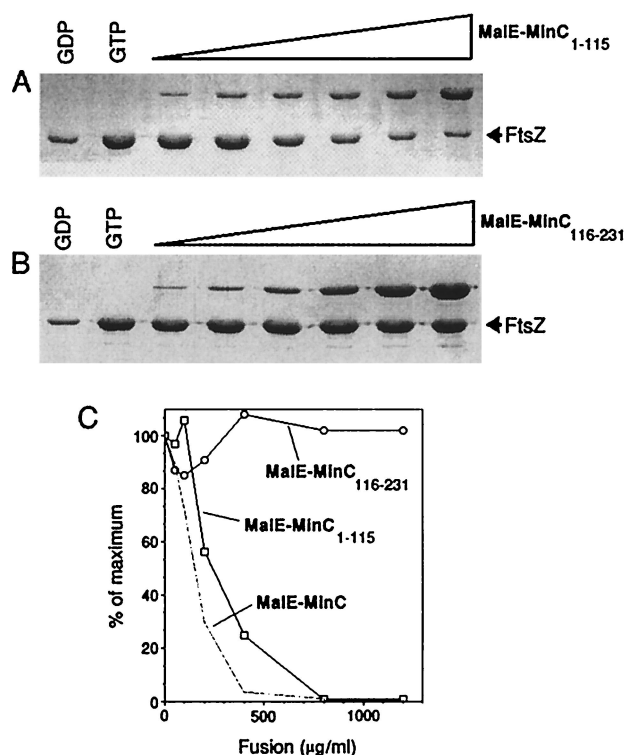 GDP
GTP
MalE-MinC1-115
A
FtsZ
GDP
GTP
MalE-MinC116-231
B
FtsZ
C
% of maximum
100
80
60
40
20
0
MalE-MinC116-231
MalE-MinC1-115
MalE-MinC
0
500
1000
Fusion (µg/ml)